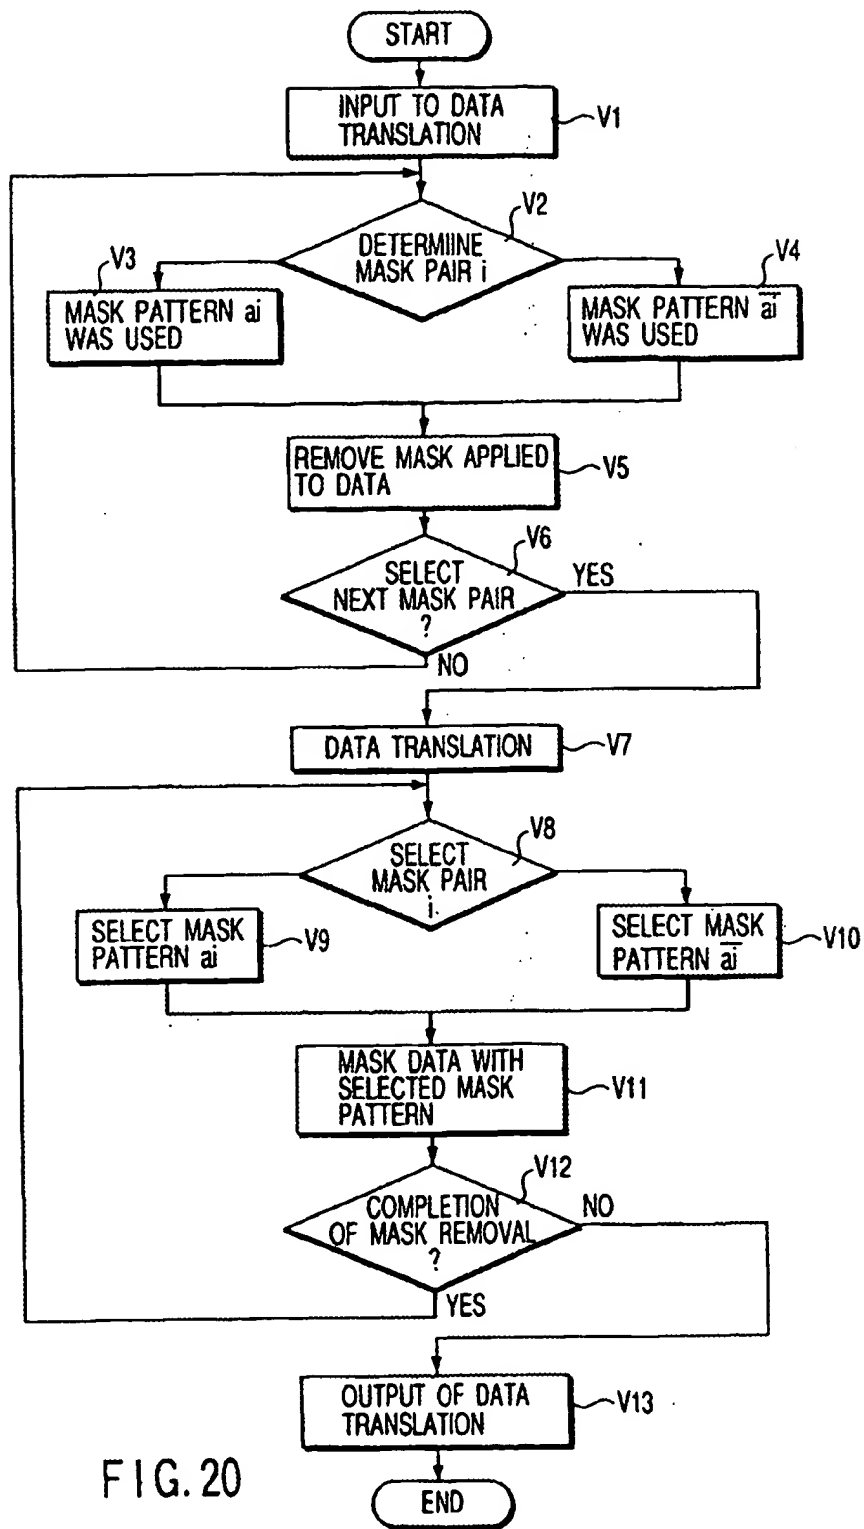 START
INPUT TO DATA
TRANSLATION
V1
V2
DETERMIINE
MASK PAIR i
V3
MASK PATTERN ai
WAS USED
V4
MASK PATTERN a̅i̅
WAS USED
REMOVE MASK APPLIED
TO DATA
V5
V6
SELECT
NEXT MASK PAIR
?
YES
NO
DATA TRANSLATION
V7
V8
SELECT
MASK PAIR
i
SELECT MASK
PATTERN ai
V9
SELECT MASK
PATTERN a̅i̅
V10
MASK DATA WITH
SELECTED MASK
PATTERN
V11
V12
COMPLETION
OF MASK REMOVAL
?
NO
YES
OUTPUT OF DATA
TRANSLATION
V13
END
FIG. 20